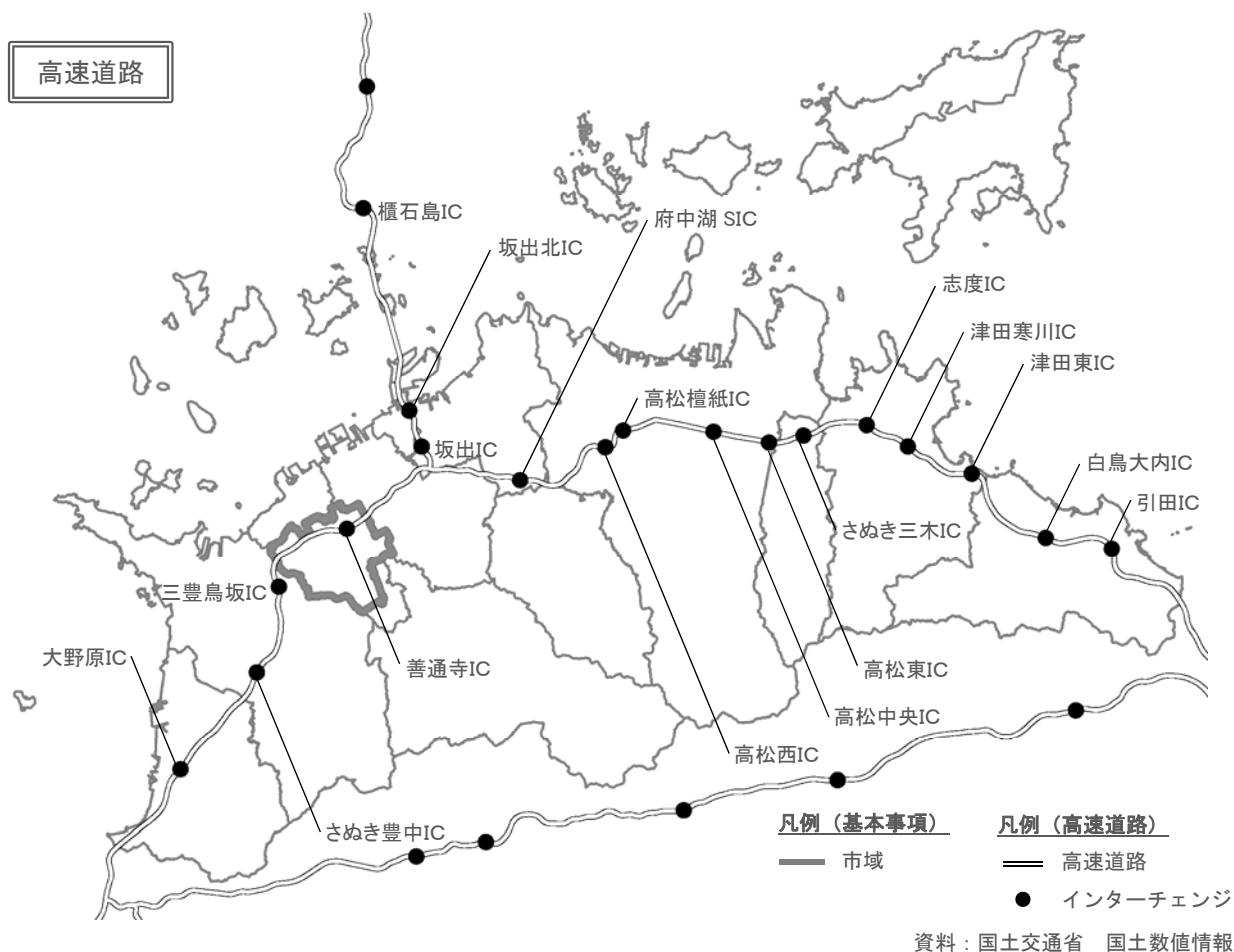 高速道路
櫃石島IC
府中湖 SIC
坂出北IC
志度IC
津田寒川IC
津田東IC
高松檀紙IC
坂出IC
白鳥大内IC
引田IC
さぬき三木IC
三豊鳥坂IC
大野原IC
善通寺IC
高松東IC
高松中央IC
高松西IC
さぬき豊中IC
凡例（基本事項）
市域
凡例（高速道路）
高速道路
インターチェンジ
資料：国土交通省　国土数値情報